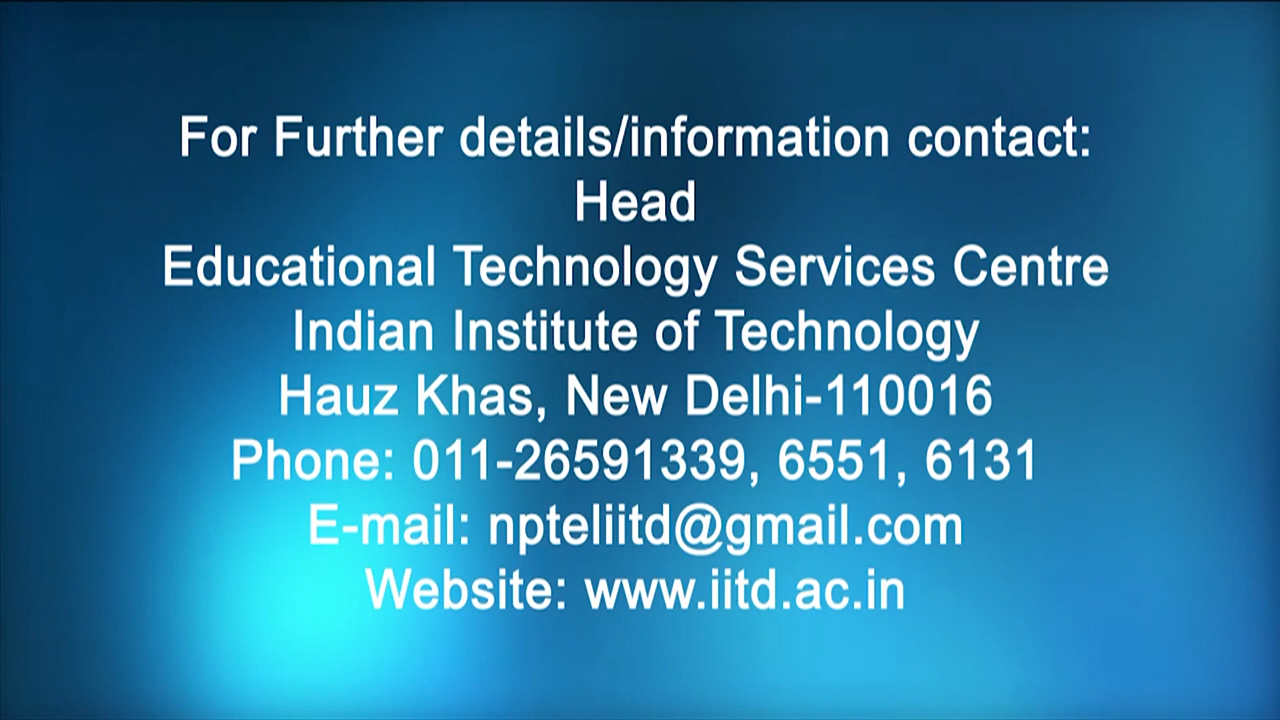 For Further details/information contact:
Head
Educational Technology Services Centre
Indian Institute of Technology
Hauz Khas, New Delhi-110016
Phone: 011-26591339, 6551, 6131
E-mail: npteliitd@gmail.com
Website: www.iitd.ac.in